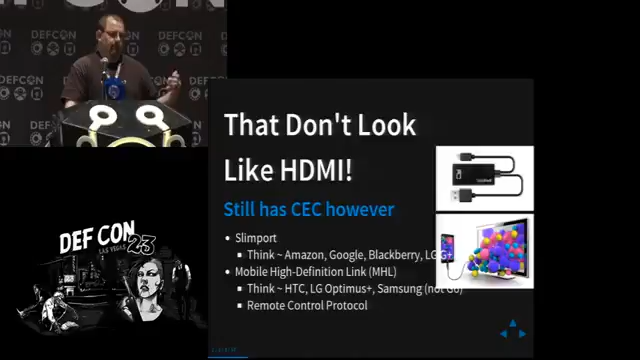 DEFCON
That Don't Look
Like HDMI!
Still has CEC however
Slimport
Think ~ Amazon, Google, Blackberry, LG G+
Mobile High-Definition Link (MHL)
Think ~ HTC, LG Optimus+, Samsung (not G6)
Remote Control Protocol
DEF CON
LAS VEGAS 23